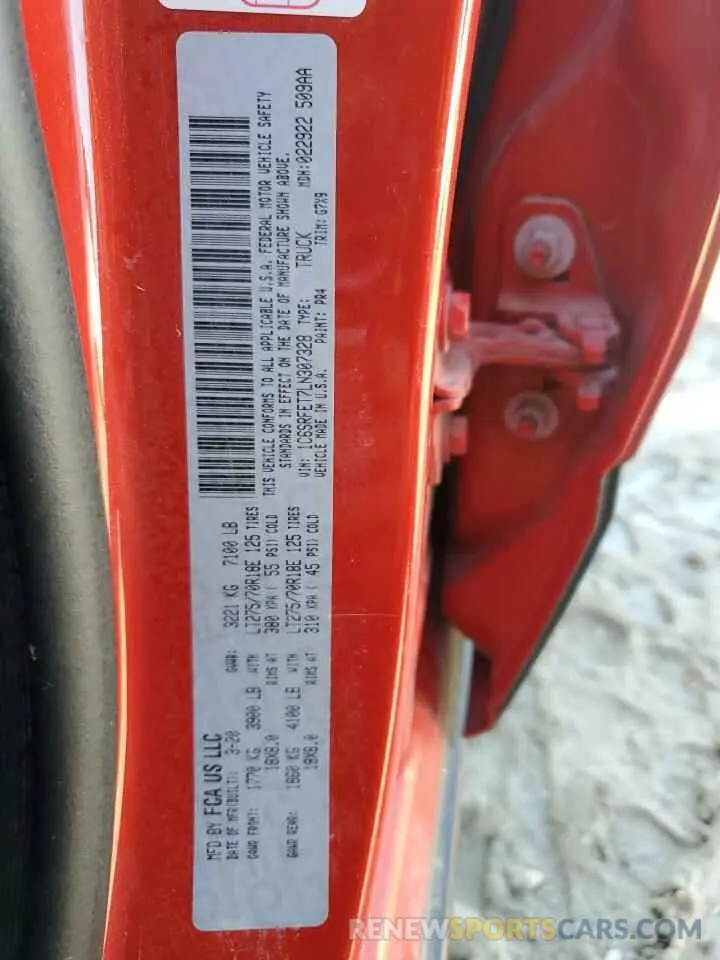 MFD BY FCA US LLC
DATE OF MFR(BUILT): 3-20 GVWR: 3221 KG 7100 LB
GAWR FRONT: 1770 KG 3900 LB WITH LT275/70R18E 125 TIRES
18X8.0 RIMS AT 380 KPA ( 55 PSI) COLD
GAWR REAR: 1860 KG 4100 LB WITH LT275/70R18E 125 TIRES
18X8.0 RIMS AT 310 KPA ( 45 PSI) COLD
THIS VEHICLE CONFORMS TO ALL APPLICABLE U.S.A. FEDERAL MOTOR VEHICLE SAFETY
STANDARDS IN EFFECT ON THE DATE OF MANUFACTURE SHOWN ABOVE.
VIN: 1C6SRFET7LN307328 TYPE: TRUCK MDH:022922 509AA
VEHICLE MADE IN U.S.A. PAINT: PR4 TRIM: G7X9
RENEWSPORTSCARS.COM